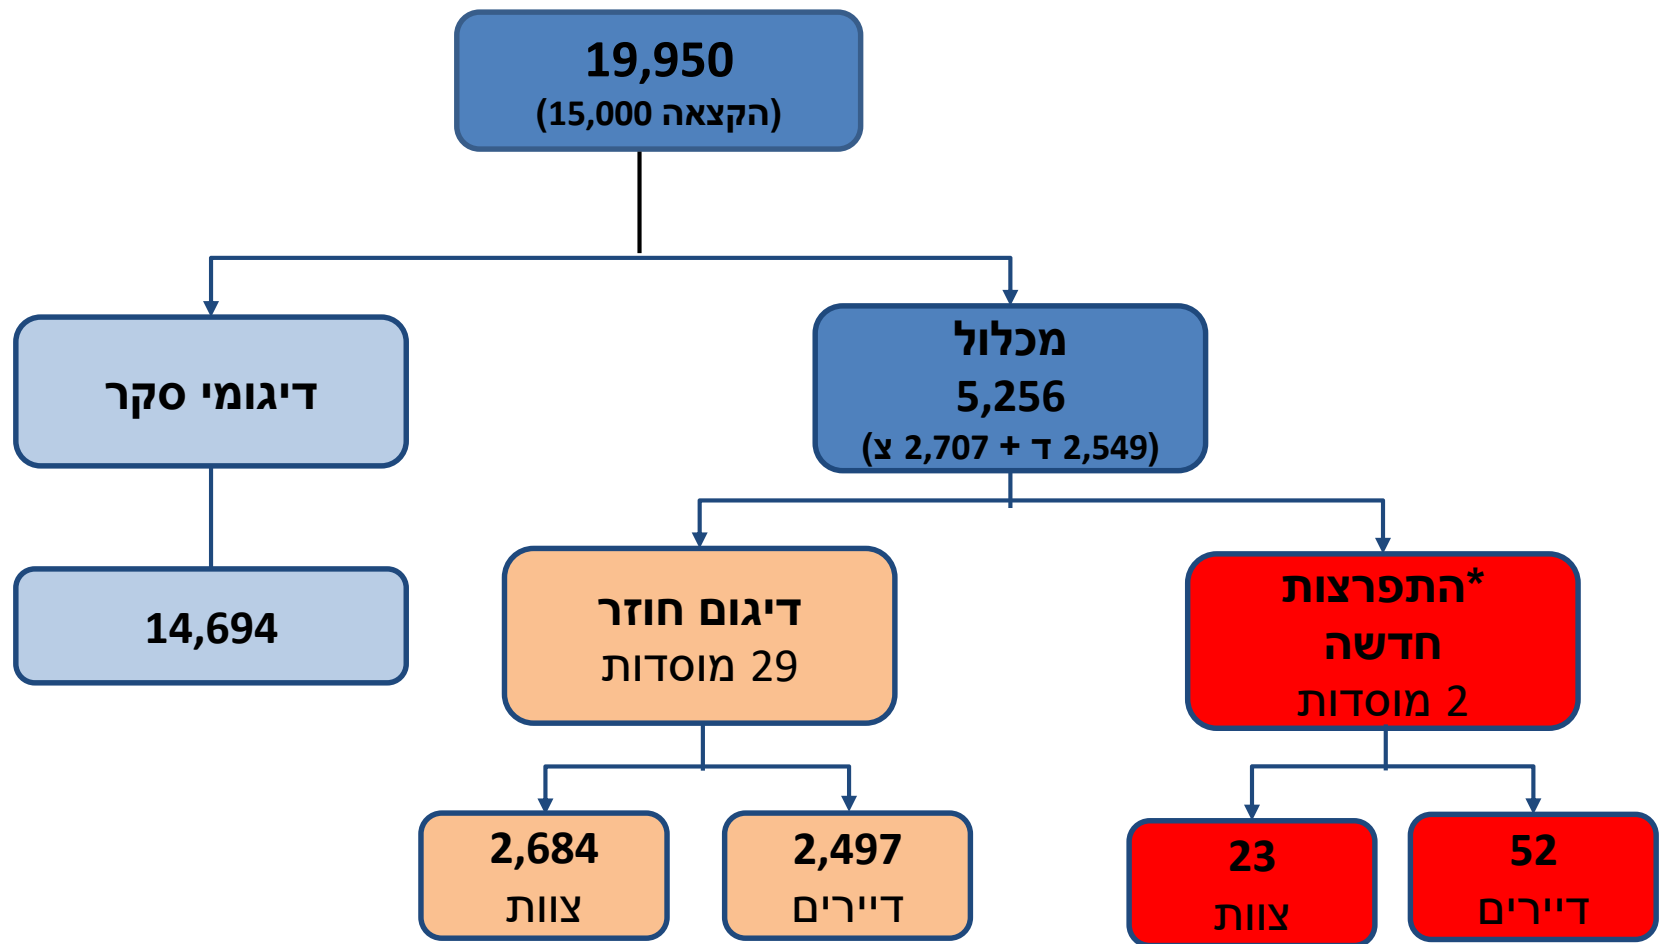 19,950
(הקצאה 15,000)
דיגומי סקר
14,694
מכלול
5,256
(2,549 ד + 2,707 צ)
דיגום חוזר
29 מוסדות
*התפרצות
חדשה
2 מוסדות
2,684
צוות
2,497
דיירים
23
צוות
52
דיירים